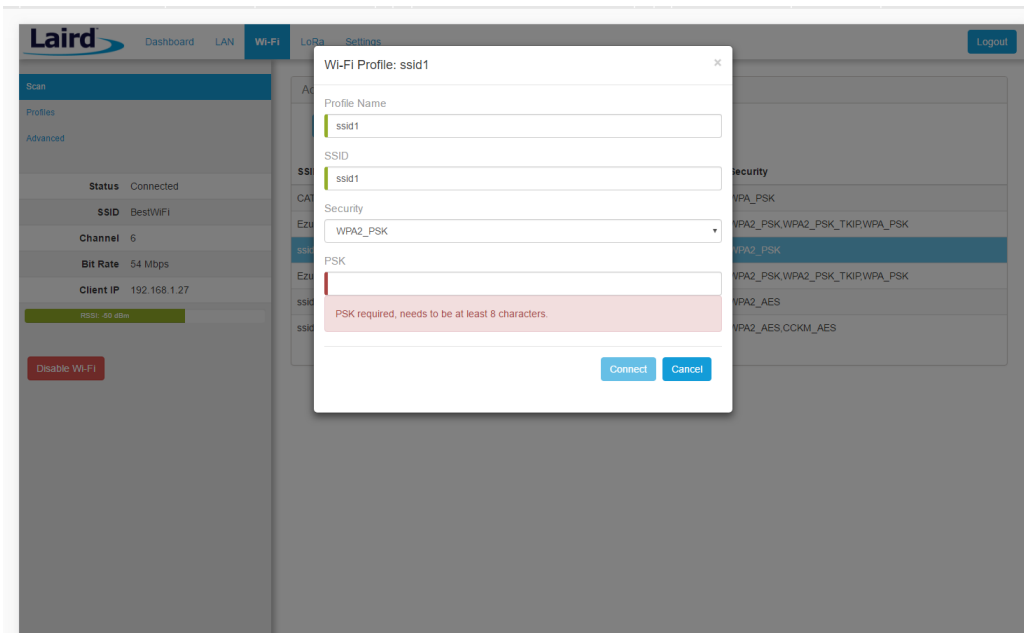 Laird Dashboard LAN Wi-Fi LoRa Settings Logout
Scan
Profiles
Advanced
Status Connected
SSID BestWiFi
Channel 6
Bit Rate 54 Mbps
Client IP 192.168.1.27
RSSI: -50 dBm
Disable Wi-Fi
Wi-Fi Profile: ssid1 ×
Profile Name
ssid1
SSID
ssid1
Security
WPA2_PSK
PSK
PSK required, needs to be at least 8 characters.
Connect Cancel
WPA_PSK
WPA2_PSK,WPA2_PSK_TKIP,WPA_PSK
WPA2_PSK
WPA2_PSK,WPA2_PSK_TKIP,WPA_PSK
WPA2_AES
WPA2_AES,CCKM_AES